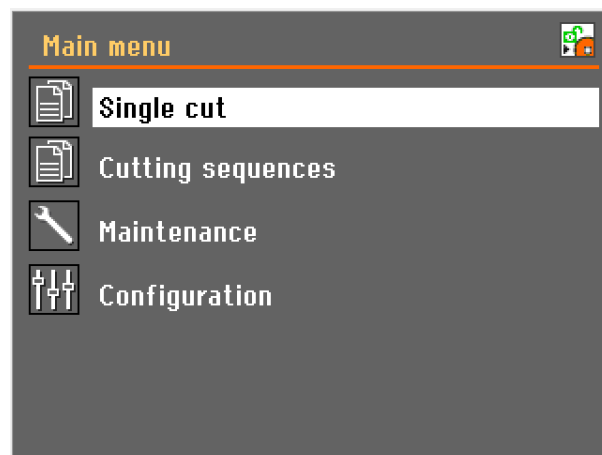 Main menu
Single cut
Cutting sequences
Maintenance
Configuration